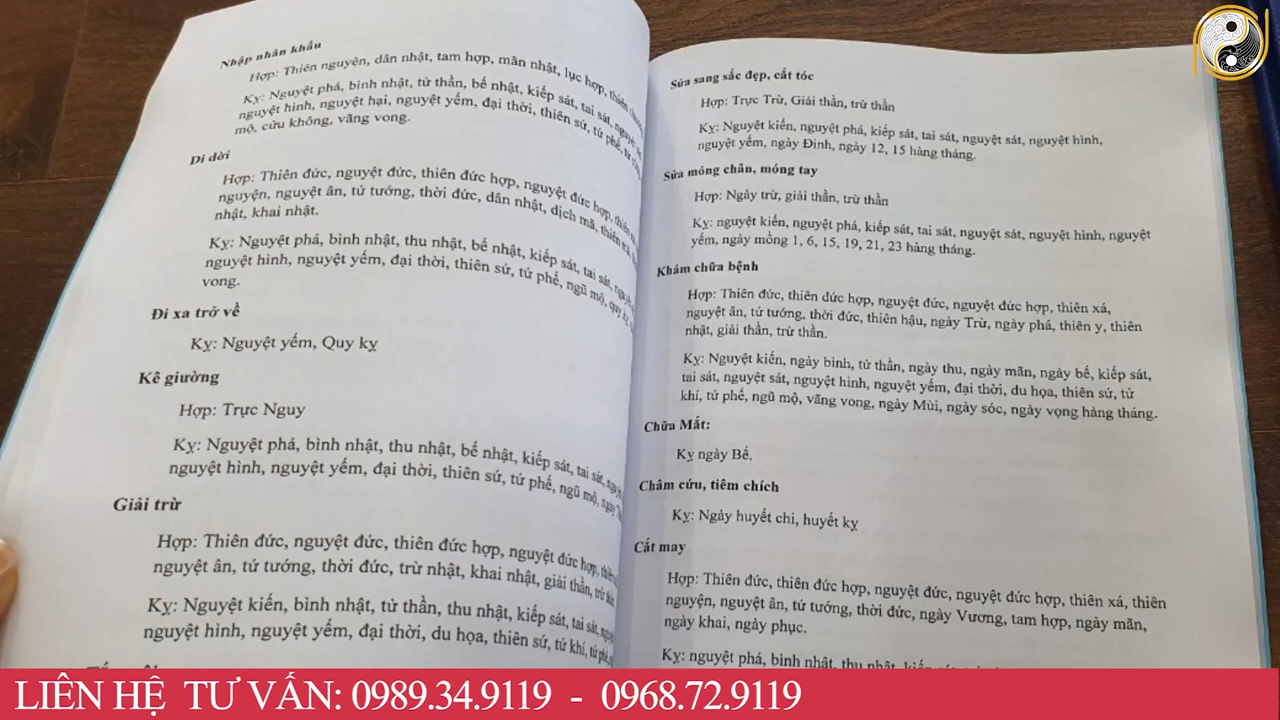 Nhập nhân khẩu
Hợp: Thiên nguyện, dân nhật, tam hợp, mãn nhật, lục hợp, thiên
Kỵ: Nguyệt phá, bình nhật, tử thần, bế nhật, kiếp sát, tai sát,
nguyệt hình, nguyệt hại, nguyệt yếm, đại thời, thiên sứ, tứ phế,
mộ, cửu không, vãng vong.
Di dời
Hợp: Thiên đức, nguyệt đức, thiên đức hợp, nguyệt đức hợp, thiên
nguyện, nguyệt ân, tứ tướng, thời đức, dân nhật, dịch mã, thiên
nhật, khai nhật.
Kỵ: Nguyệt phá, bình nhật, thu nhật, bế nhật, kiếp sát, tai sát,
nguyệt hình, nguyệt yếm, đại thời, thiên sứ, tứ phế, ngũ mộ, quy kỵ,
vong.
Đi xa trở về
Kỵ: Nguyệt yếm, Quy kỵ
Kê giường
Hợp: Trực Nguy
Kỵ: Nguyệt phá, bình nhật, thu nhật, bế nhật, kiếp sát, tai sát,
nguyệt hình, nguyệt yếm, đại thời, thiên sứ, tứ phế, ngũ mộ, ngày
Giải trừ
Hợp: Thiên đức, nguyệt đức, thiên đức hợp, nguyệt đức hợp,
nguyệt ân, tứ tướng, thời đức, trừ nhật, khai nhật, giải thần, trừ thần
Kỵ: Nguyệt kiến, bình nhật, tử thần, thu nhật, kiếp sát, tai sát,
nguyệt hình, nguyệt yếm, đại thời, du họa, thiên sứ, tử khí, tứ phế,
Sửa sang sắc đẹp, cắt tóc
Hợp: Trực Trừ, Giải thần, trừ thần
Kỵ: Nguyệt kiến, nguyệt phá, kiếp sát, tai sát, nguyệt sát, nguyệt hình,
nguyệt yếm, ngày Đinh, ngày 12, 15 hàng tháng.
Sửa móng chân, móng tay
Hợp: Ngày trừ, giải thần, trừ thần
Kỵ: nguyệt kiến, nguyệt phá, kiếp sát, tai sát, nguyệt sát, nguyệt hình, nguyệt
yếm, ngày mồng 1, 6, 15, 19, 21, 23 hàng tháng.
Khám chữa bệnh
Hợp: Thiên đức, thiên đức hợp, nguyệt đức, nguyệt đức hợp, thiên xá,
nguyệt ân, tứ tướng, thời đức, thiên hậu, ngày Trừ, ngày phá, thiên y, thiên
nhật, giải thần, trừ thần.
Kỵ: Nguyệt kiến, ngày bình, tử thần, ngày thu, ngày mãn, ngày bế, kiếp sát,
tai sát, nguyệt sát, nguyệt hình, nguyệt yếm, đại thời, du họa, thiên sứ, tử
khí, tứ phế, ngũ mộ, vãng vong, ngày Mùi, ngày sóc, ngày vọng hàng tháng.
Chữa Mắt:
Kỵ ngày Bế.
Châm cứu, tiêm chích
Kỵ: Ngày huyết chi, huyết kỵ
Cắt may
Hợp: Thiên đức, thiên đức hợp, nguyệt đức, nguyệt đức hợp, thiên xá, thiên
nguyện, nguyệt ân, tứ tướng, thời đức, ngày Vương, tam hợp, ngày mãn,
ngày khai, ngày phục.
Kỵ: nguyệt phá, bình nhật, thu nhật, kiếp sát,
LIÊN HỆ TƯ VẤN: 0989.34.9119 - 0968.72.9119